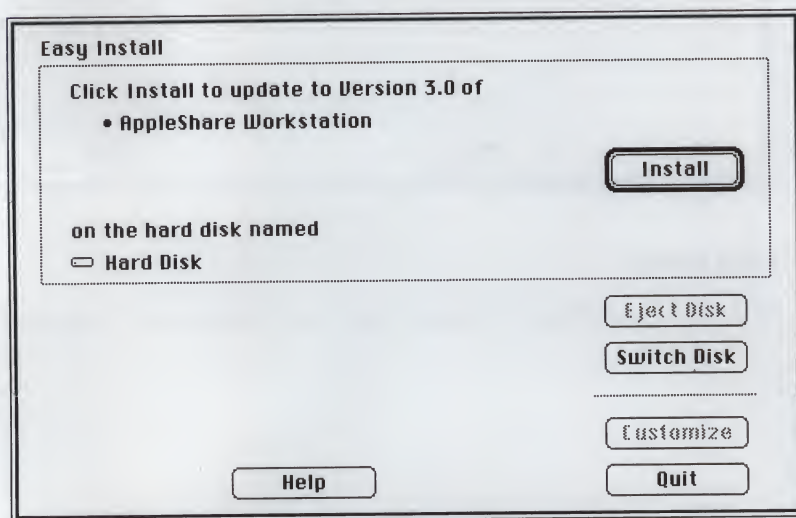 Easy Install
Click Install to update to Version 3.0 of
• AppleShare Workstation
Install
on the hard disk named
Hard Disk
Eject Disk
Switch Disk
Customize
Help
Quit